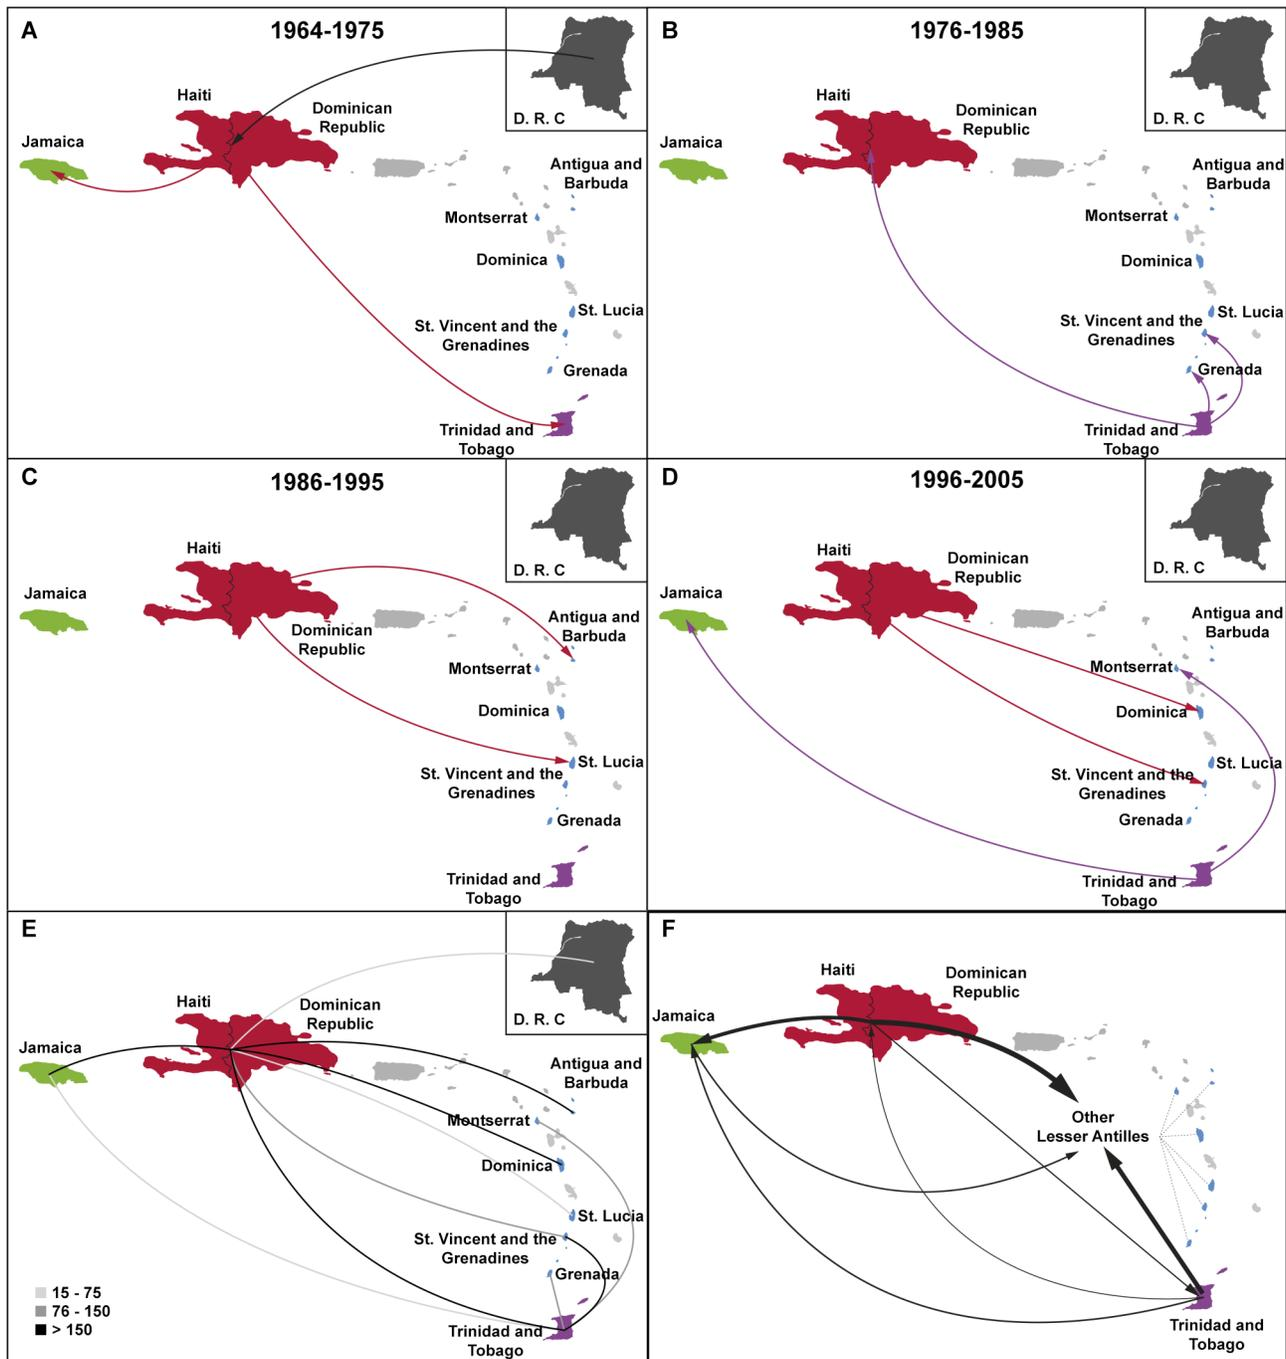 A
1964-1975
D. R. C
Haiti
Dominican
Republic
Jamaica
Antigua and
Barbuda
Montserrat
Dominica
St. Lucia
St. Vincent and the
Grenadines
Grenada
Trinidad and
Tobago
B
1976-1985
D. R. C
Haiti
Dominican
Republic
Jamaica
Antigua and
Barbuda
Montserrat
Dominica
St. Lucia
St. Vincent and the
Grenadines
Grenada
Trinidad and
Tobago
C
1986-1995
D. R. C
Haiti
Jamaica
Dominican
Republic
Antigua and
Barbuda
Montserrat
Dominica
St. Lucia
St. Vincent and the
Grenadines
Grenada
Trinidad and
Tobago
D
1996-2005
D. R. C
Haiti
Dominican
Republic
Jamaica
Antigua and
Barbuda
Montserrat
Dominica
St. Lucia
St. Vincent and the
Grenadines
Grenada
Trinidad and
Tobago
E
D. R. C
Haiti
Dominican
Republic
Jamaica
Antigua and
Barbuda
Montserrat
Dominica
St. Lucia
St. Vincent and the
Grenadines
Grenada
Trinidad and
Tobago
15 - 75
76 - 150
> 150
F
Haiti
Dominican
Republic
Jamaica
Other
Lesser Antilles
Trinidad and
Tobago